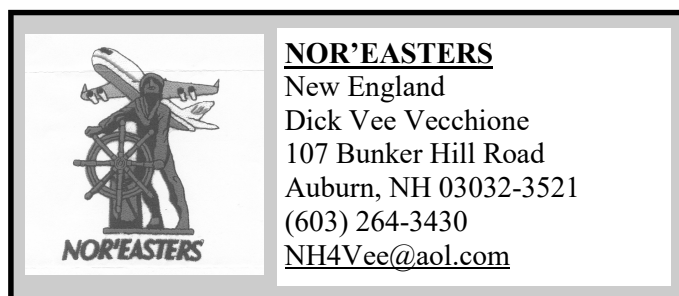 NOR'EASTERS
NOR’EASTERS
New England
Dick Vee Vecchione
107 Bunker Hill Road
Auburn, NH 03032-3521
(603) 264-3430
NH4Vee@aol.com